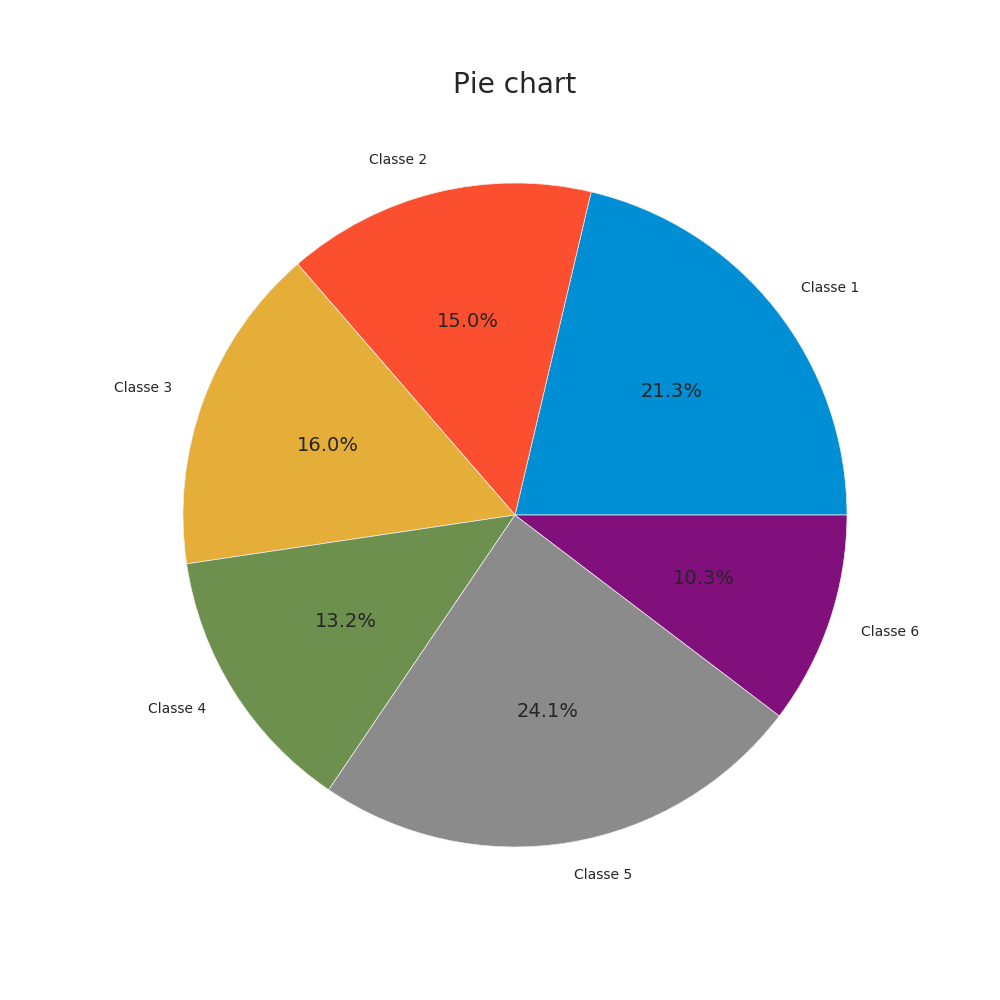 Pie chart
Classe 2
Classe 1
15.0%
Classe 3
21.3%
16.0%
10.3%
13.2%
Classe 6
Classe 4
24.1%
Classe 5